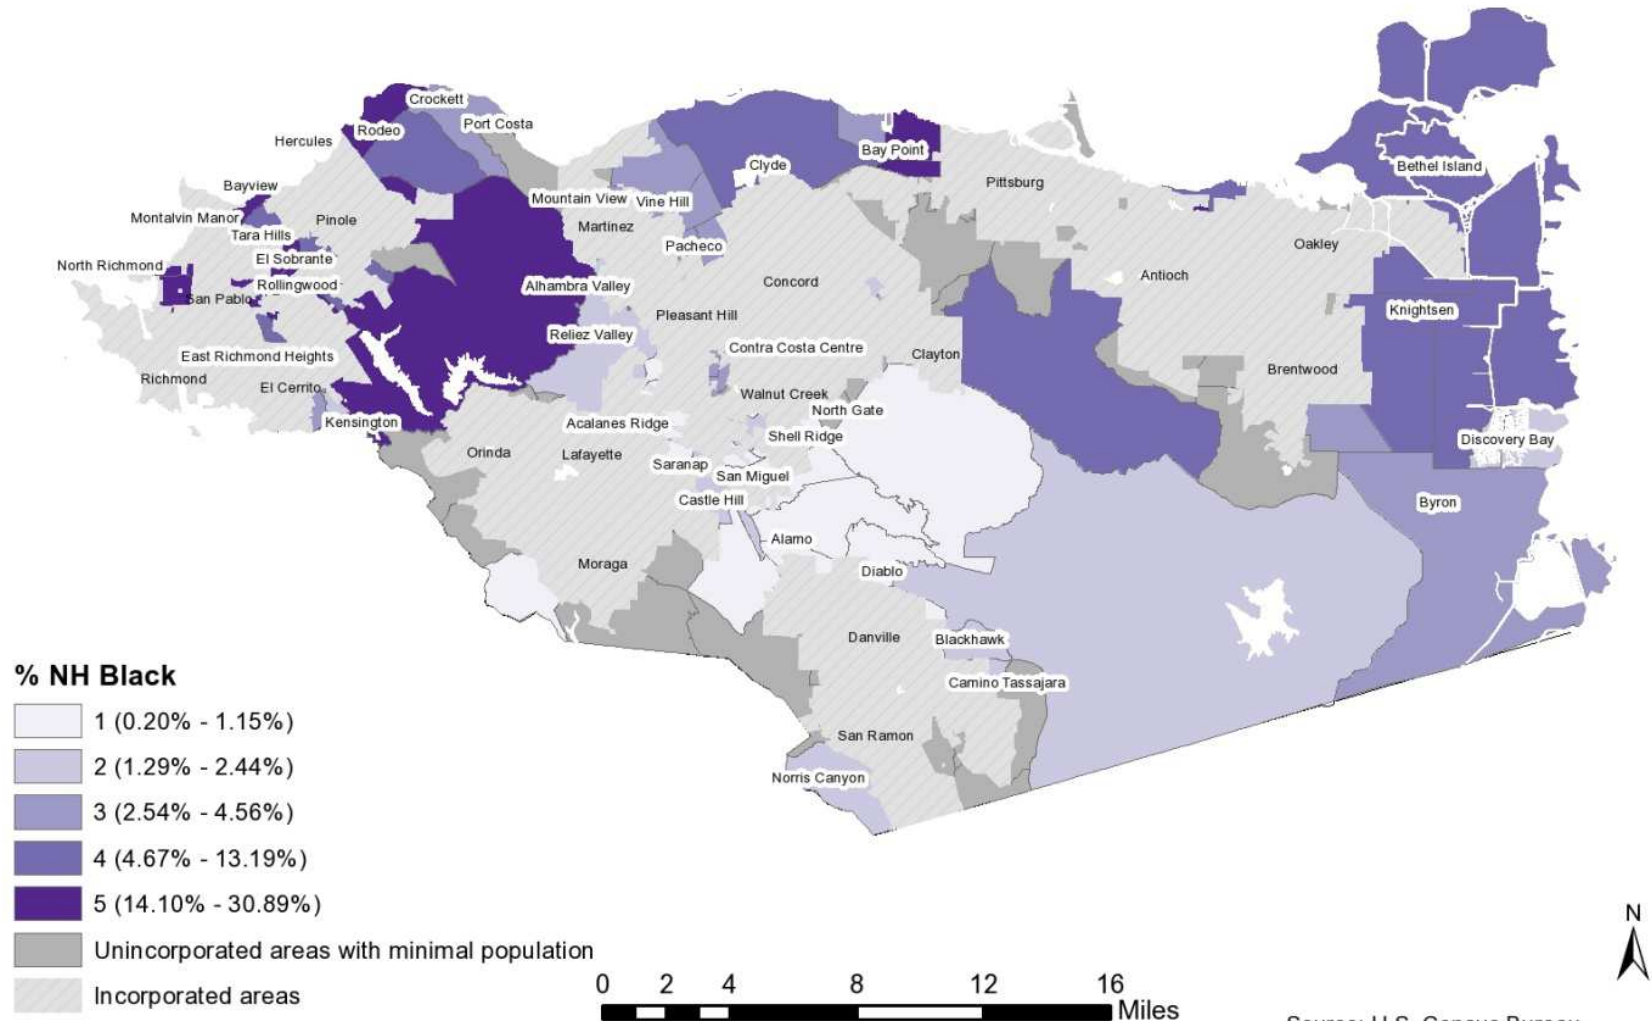 Crockett
Port Costa
Rodeo
Hercules
Bay Point
Clyde
Bethel Island
Bayview
Mountain View
Vine Hill
Pittsburg
Montalvin Manor
Pinole
Martinez
Tara Hills
Pacheco
Oakley
El Sobrante
North Richmond
Antioch
Rollingwood
Alhambra Valley
Concord
San Pablo
Knightsen
Pleasant Hill
Reliez Valley
East Richmond Heights
Contra Costa Centre
Clayton
Richmond
Brentwood
El Cerrito
Walnut Creek
North Gate
Kensington
Acalanes Ridge
Shell Ridge
Discovery Bay
Orinda
Lafayette
Saranap
San Miguel
Castle Hill
Byron
Alamo
Moraga
Diablo
Danville
Blackhawk
Camino Tassajara
San Ramon
Norris Canyon
% NH Black
1 (0.20% - 1.15%)
2 (1.29% - 2.44%)
3 (2.54% - 4.56%)
4 (4.67% - 13.19%)
5 (14.10% - 30.89%)
Unincorporated areas with minimal population
Incorporated areas
0 2 4 8 12 16
Miles
N
Source: U.S. Census Bureau